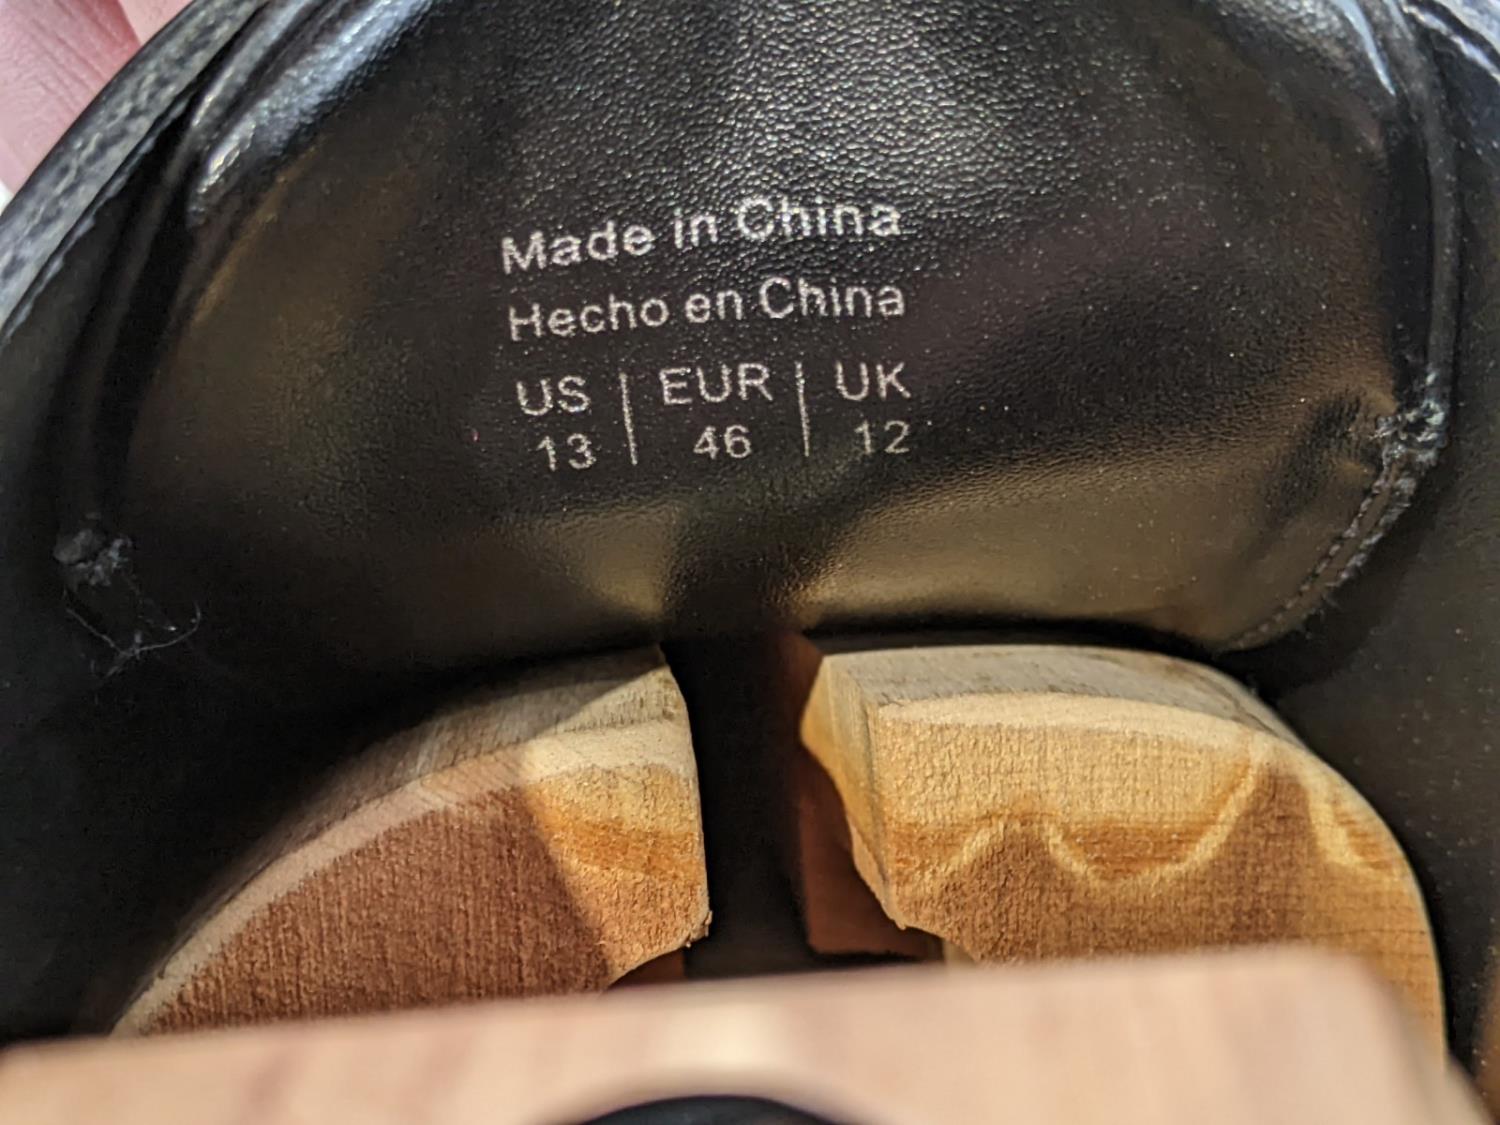 Made in China
Hecho en China
US | EUR | UK
13 | 46 | 12